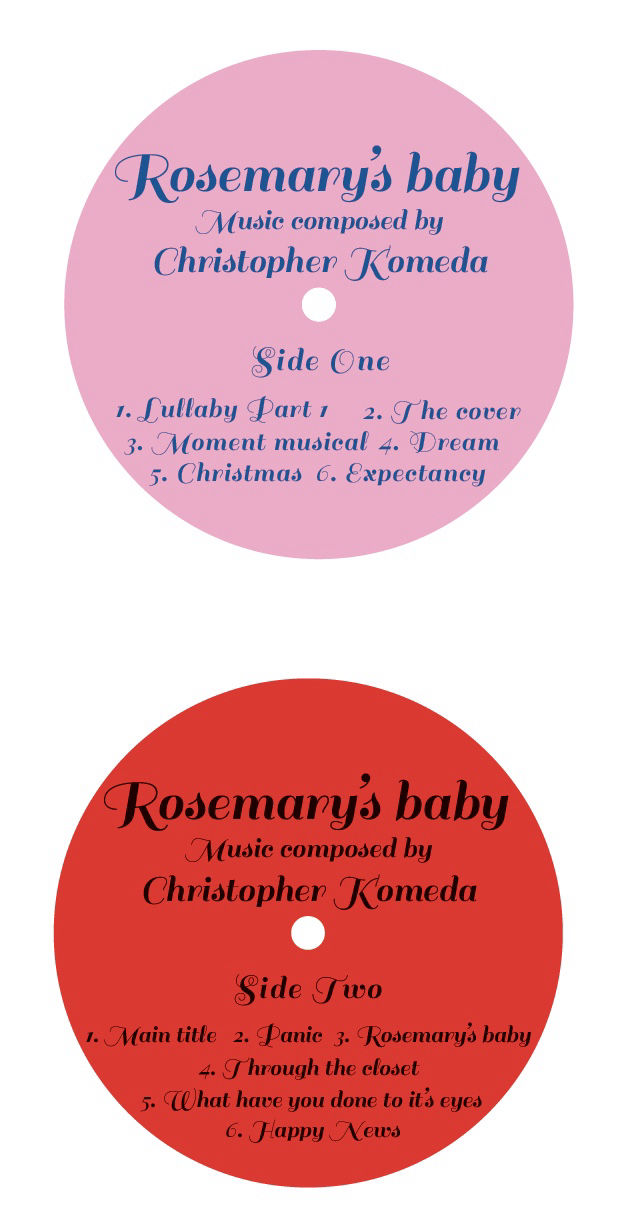 Rosemary's baby
Music composed by
Christopher Komeda
Side One
1. Lullaby Part 1 2. The cover
3. Moment musical 4. Dream
5. Christmas 6. Expectancy
Rosemary's baby
Music composed by
Christopher Komeda
Side Two
1. Main title 2. Panic 3. Rosemary's baby
4. Through the closet
5. What have you done to it's eyes
6. Happy News